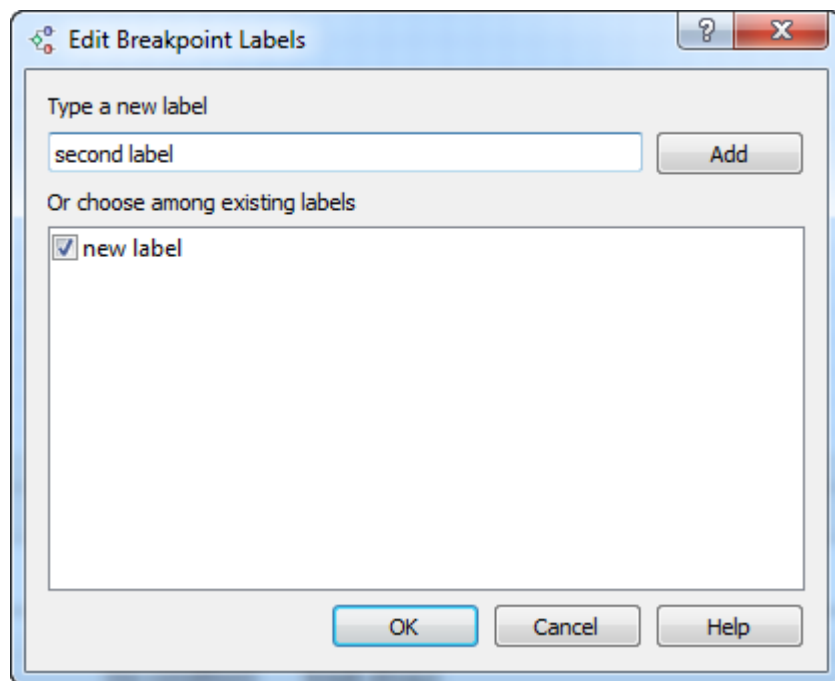 Edit Breakpoint Labels
Type a new label
second label
Add
Or choose among existing labels
new label
OK
Cancel
Help